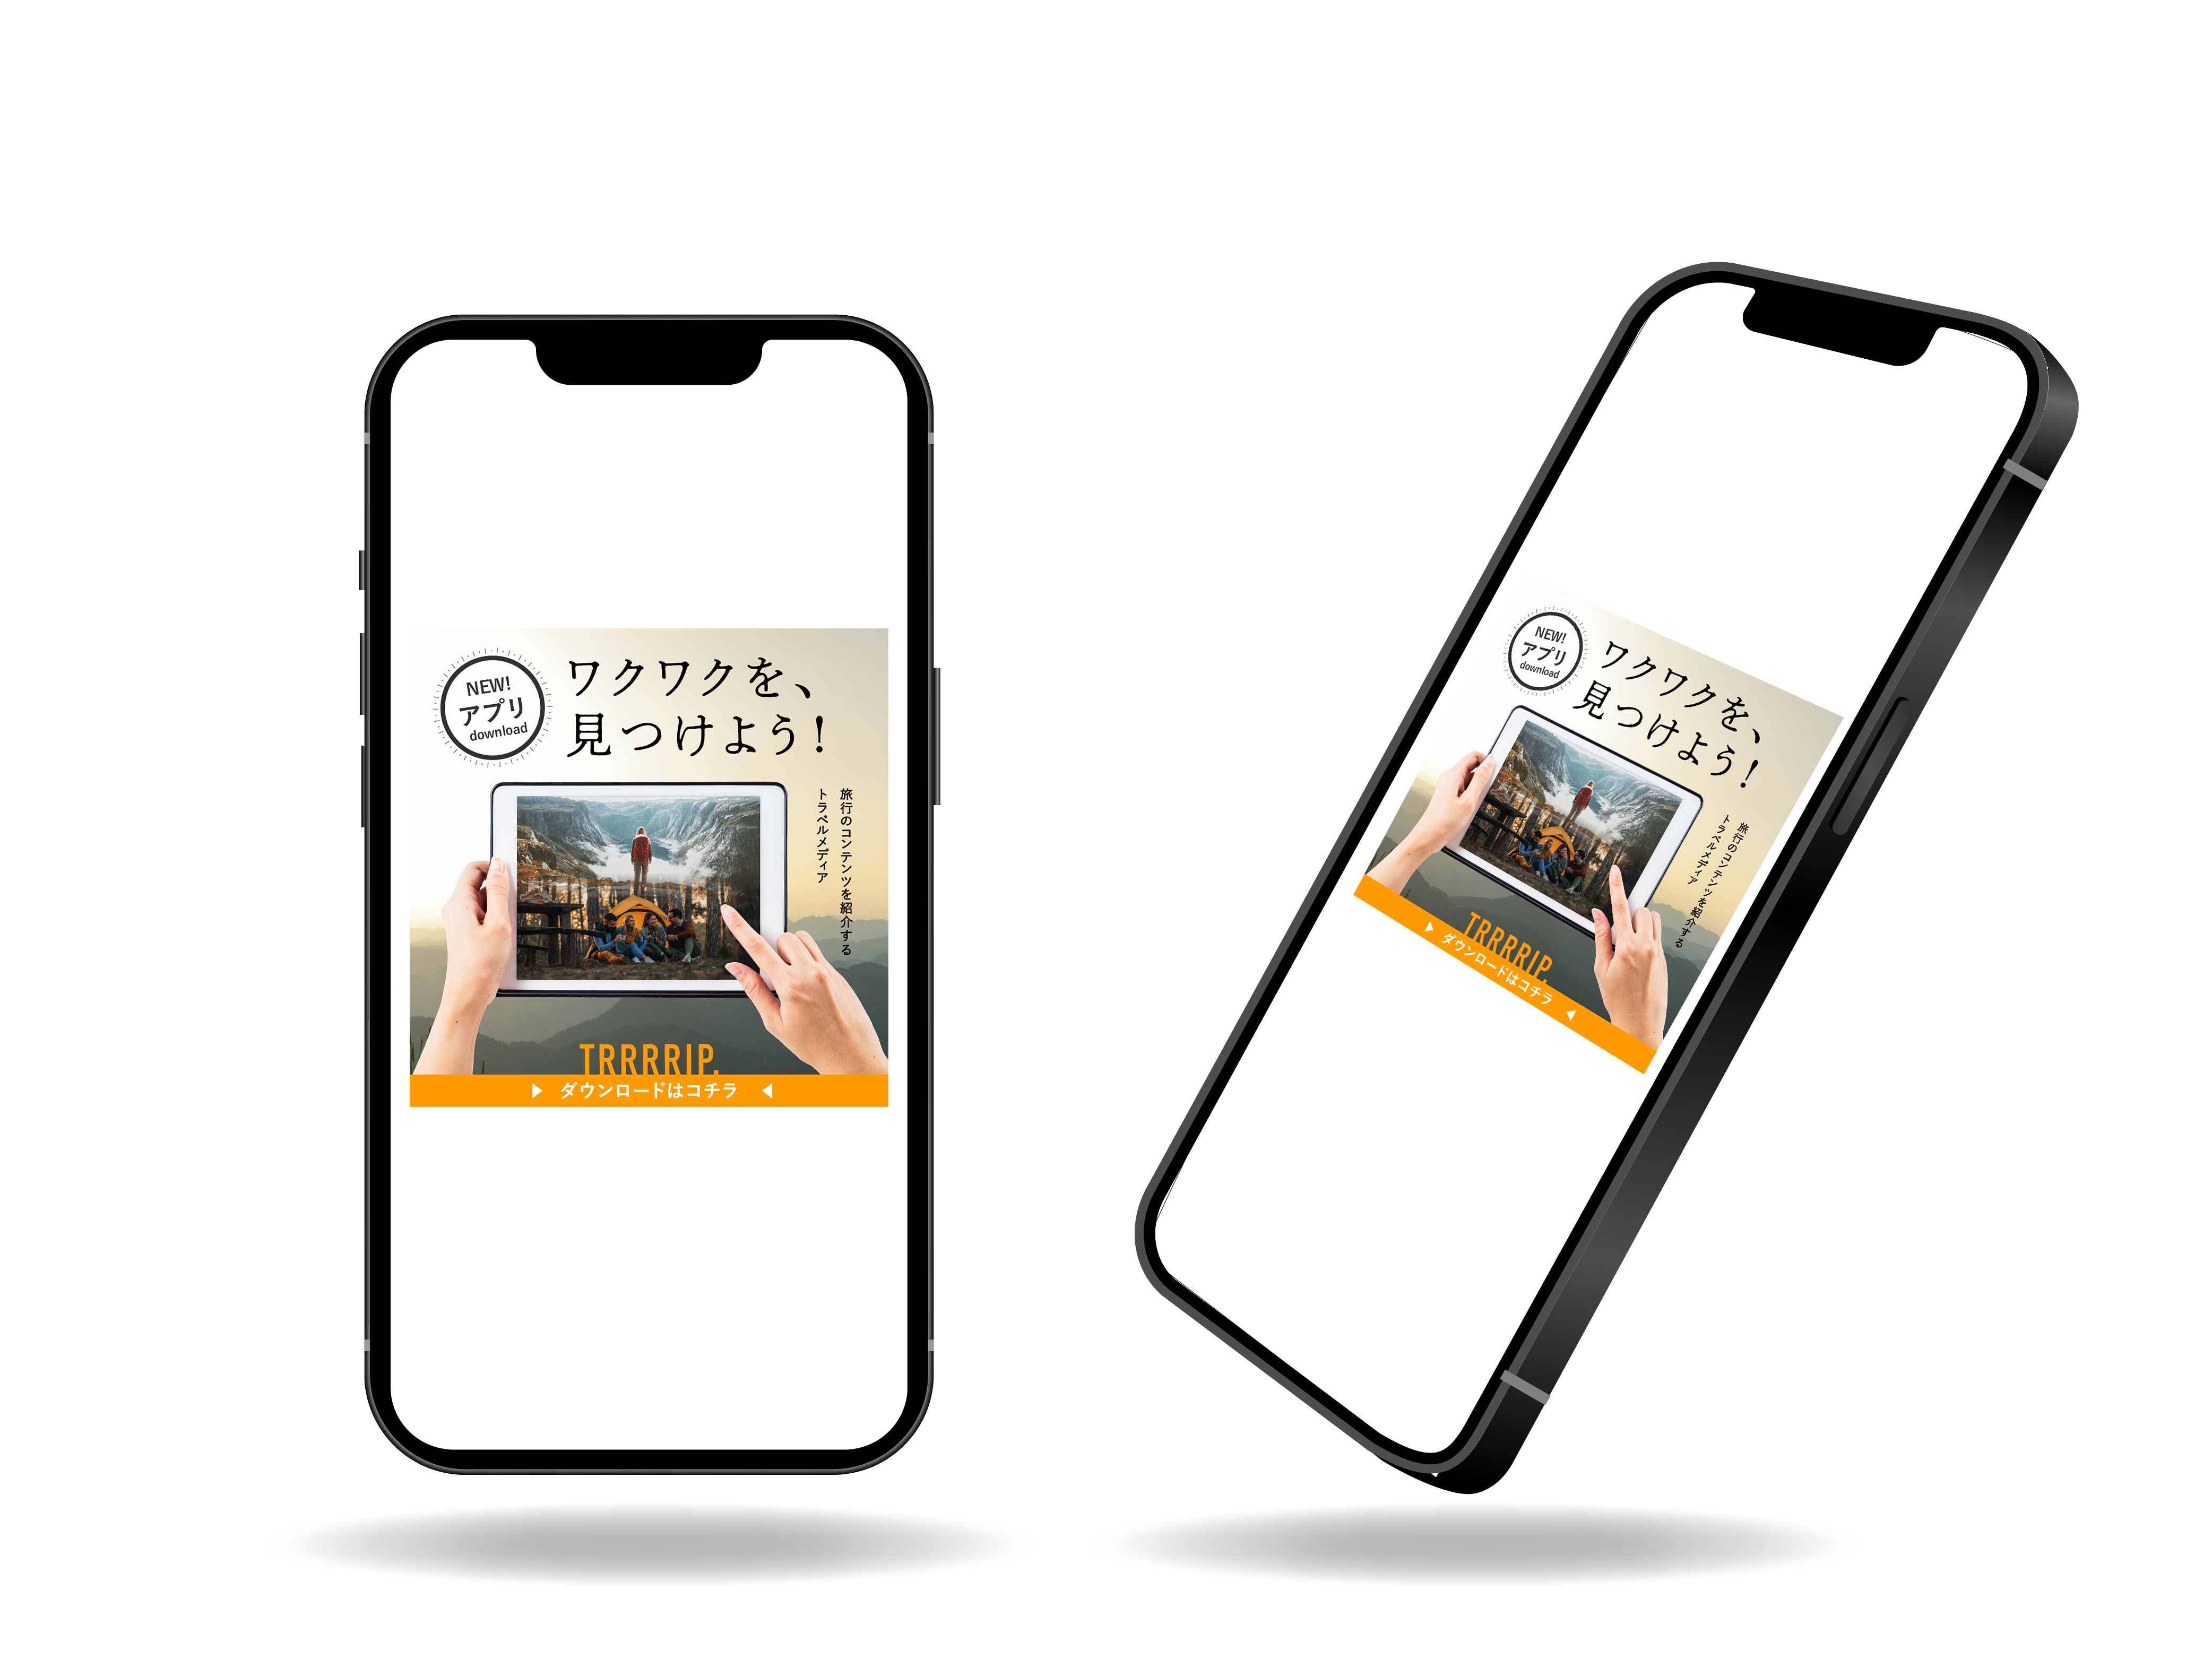 NEW!
アプリ
download
ワクワクを、
見つけよう！
旅行のコンテンツを紹介する
トラベルメディア
TRRRRIP.
ダウンロードはコチラ
NEW!
アプリ
download
ワクワクを、
見つけよう！
旅行のコンテンツを紹介する
トラベルメディア
TRRRRIP.
ダウンロードはコチラ